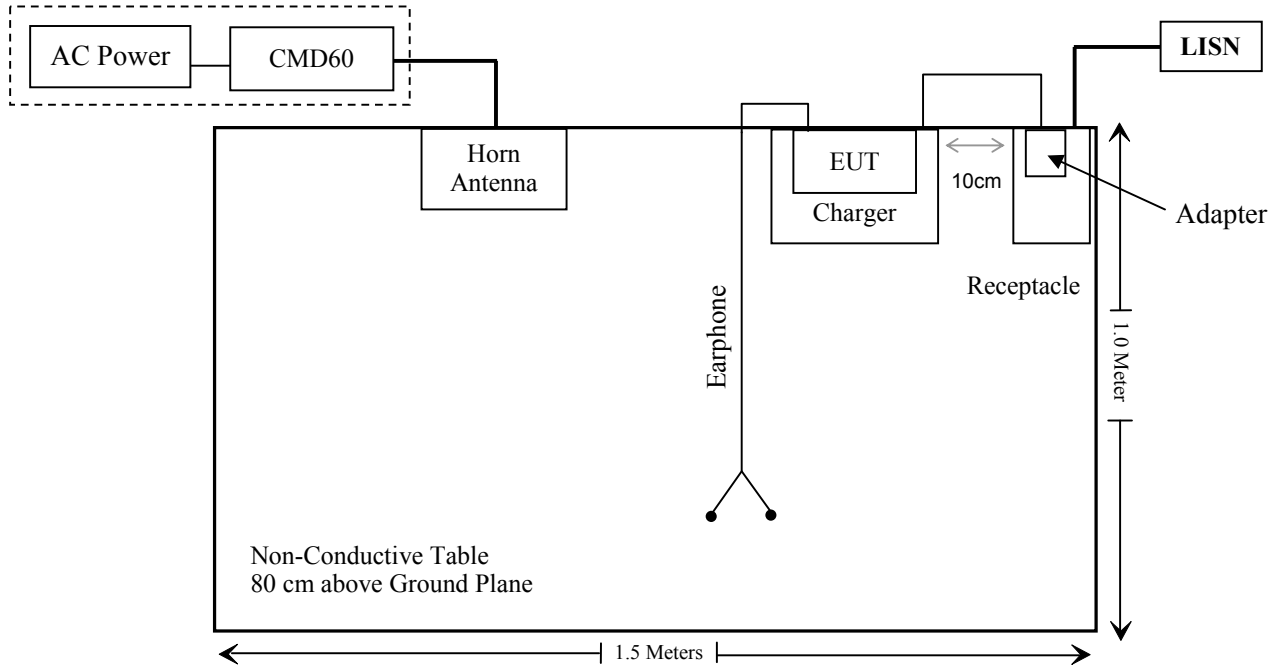 AC Power
CMD60
LISN
Horn
Antenna
EUT
Charger
10cm
Adapter
Receptacle
Earphone
1.0 Meter
Non-Conductive Table
80 cm above Ground Plane
1.5 Meters